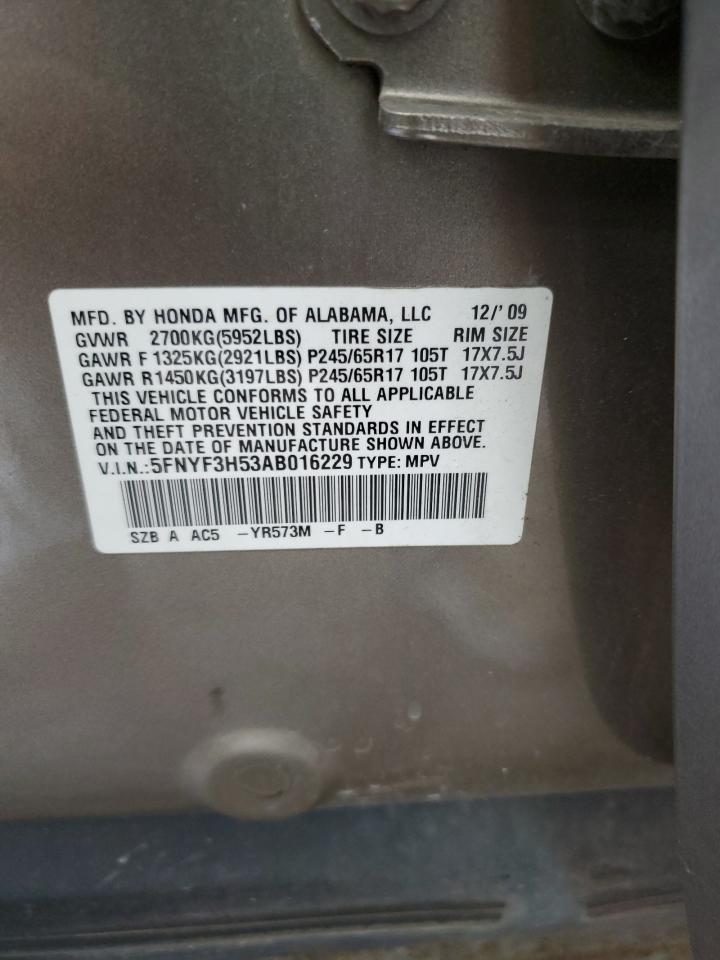 MFD. BY HONDA MFG. OF ALABAMA, LLC 12/'09
GVWR 2700KG(5952LBS) TIRE SIZE RIM SIZE
GAWR F 1325KG(2921LBS) P245/65R17 105T 17X7.5J
GAWR R1450KG(3197LBS) P245/65R17 105T 17X7.5J
THIS VEHICLE CONFORMS TO ALL APPLICABLE
FEDERAL MOTOR VEHICLE SAFETY
AND THEFT PREVENTION STANDARDS IN EFFECT
ON THE DATE OF MANUFACTURE SHOWN ABOVE.
V.I.N.:5FNYF3H53AB016229 TYPE: MPV
SZB A AC5 -YR573M -F -B